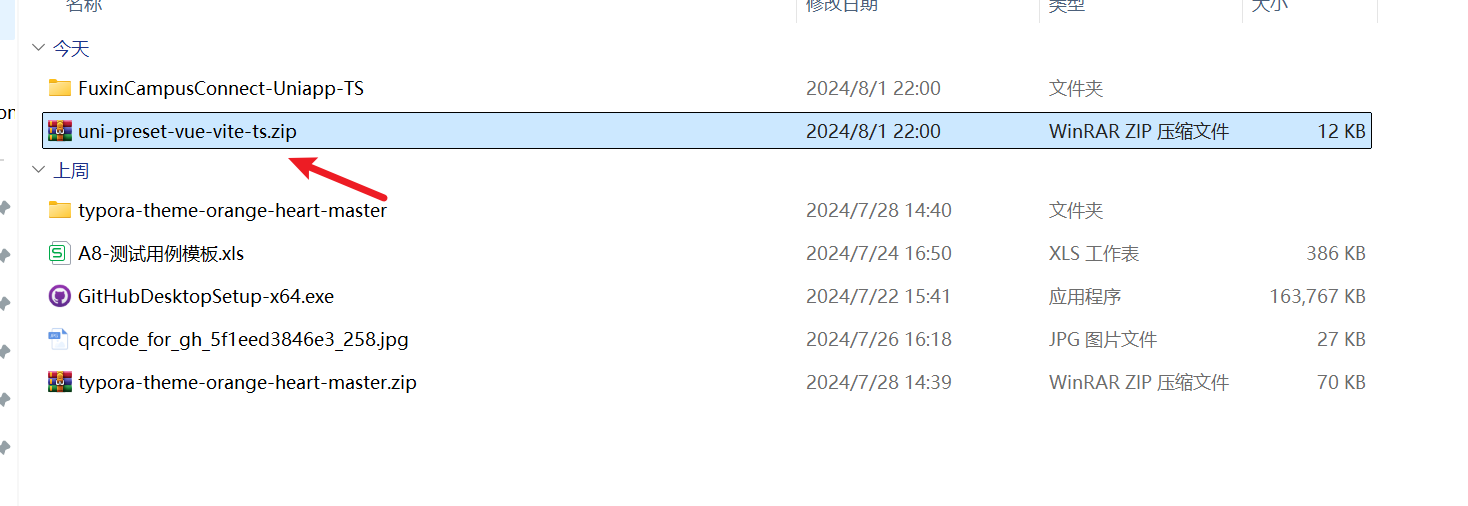 名称 修改日期 类型 大小
今天
FuxinCampusConnect-Uniapp-TS 2024/8/1 22:00 文件夹
uni-preset-vue-vite-ts.zip 2024/8/1 22:00 WinRAR ZIP 压缩文件 12 KB
上周
typora-theme-orange-heart-master 2024/7/28 14:40 文件夹
A8-测试用例模板.xls 2024/7/24 16:50 XLS 工作表 386 KB
GitHubDesktopSetup-x64.exe 2024/7/22 15:41 应用程序 163,767 KB
qrcode_for_gh_5f1eed3846e3_258.jpg 2024/7/26 16:18 JPG 图片文件 27 KB
typora-theme-orange-heart-master.zip 2024/7/28 14:39 WinRAR ZIP 压缩文件 70 KB